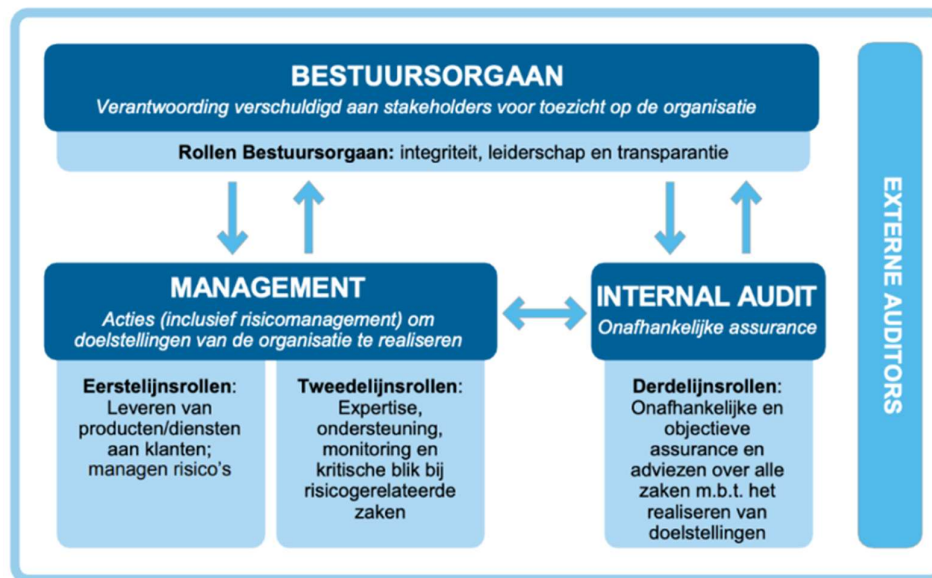 BESTUURSORGAAN
Verantwoording verschuldigd aan stakeholders voor toezicht op de organisatie
Rollen Bestuursorgaan: integriteit, leiderschap en transparantie
MANAGEMENT
Acties (inclusief risicomanagement) om
doelstellingen van de organisatie te realiseren
Eerstelijnsrollen:
Leveren van
producten/diensten
aan klanten;
managen risico's
Tweedelijnsrollen:
Expertise,
ondersteuning,
monitoring en
kritische blik bij
risicogerelateerde
zaken
INTERNAL AUDIT
Onafhankelijke assurance
Derdelijnsrollen:
Onafhankelijke en
objectieve
assurance en
adviezen over alle
zaken m.b.t. het
realiseren van
doelstellingen
EXTERNE AUDITORS